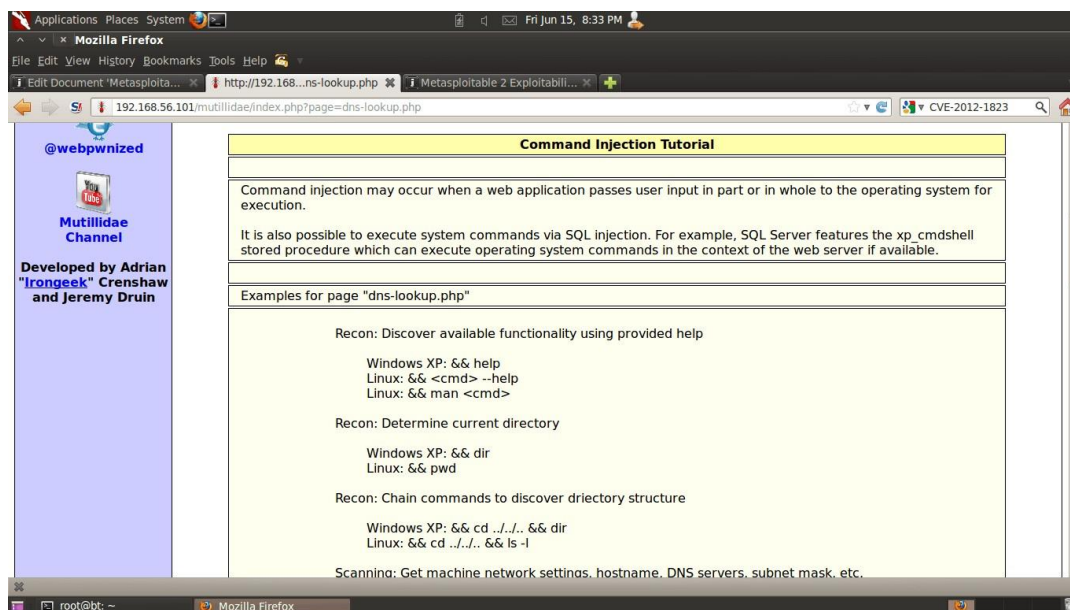 Applications Places System
Fri Jun 15, 8:33 PM
Mozilla Firefox
File Edit View History Bookmarks Tools Help
Edit Document 'Metasploita...
http://192.168...ns-lookup.php
Metasploitable 2 Exploitabili...
192.168.56.101/mutillidae/index.php?page=dns-lookup.php
CVE-2012-1823
@webpwnized
You Tube
Mutillidae
Channel
Developed by Adrian
"Irongeek" Crenshaw
and Jeremy Druin
Command Injection Tutorial
Command injection may occur when a web application passes user input in part or in whole to the operating system for
execution.
It is also possible to execute system commands via SQL injection. For example, SQL Server features the xp_cmdshell
stored procedure which can execute operating system commands in the context of the web server if available.
Examples for page "dns-lookup.php"
Recon: Discover available functionality using provided help
Windows XP: && help
Linux: && <cmd> --help
Linux: && man <cmd>
Recon: Determine current directory
Windows XP: && dir
Linux: && pwd
Recon: Chain commands to discover driectory structure
Windows XP: && cd ../../.. && dir
Linux: && cd ../../.. && ls -l
Scanning: Get machine network settings, hostname, DNS servers, subnet mask, etc.
root@bt: ~
Mozilla Firefox